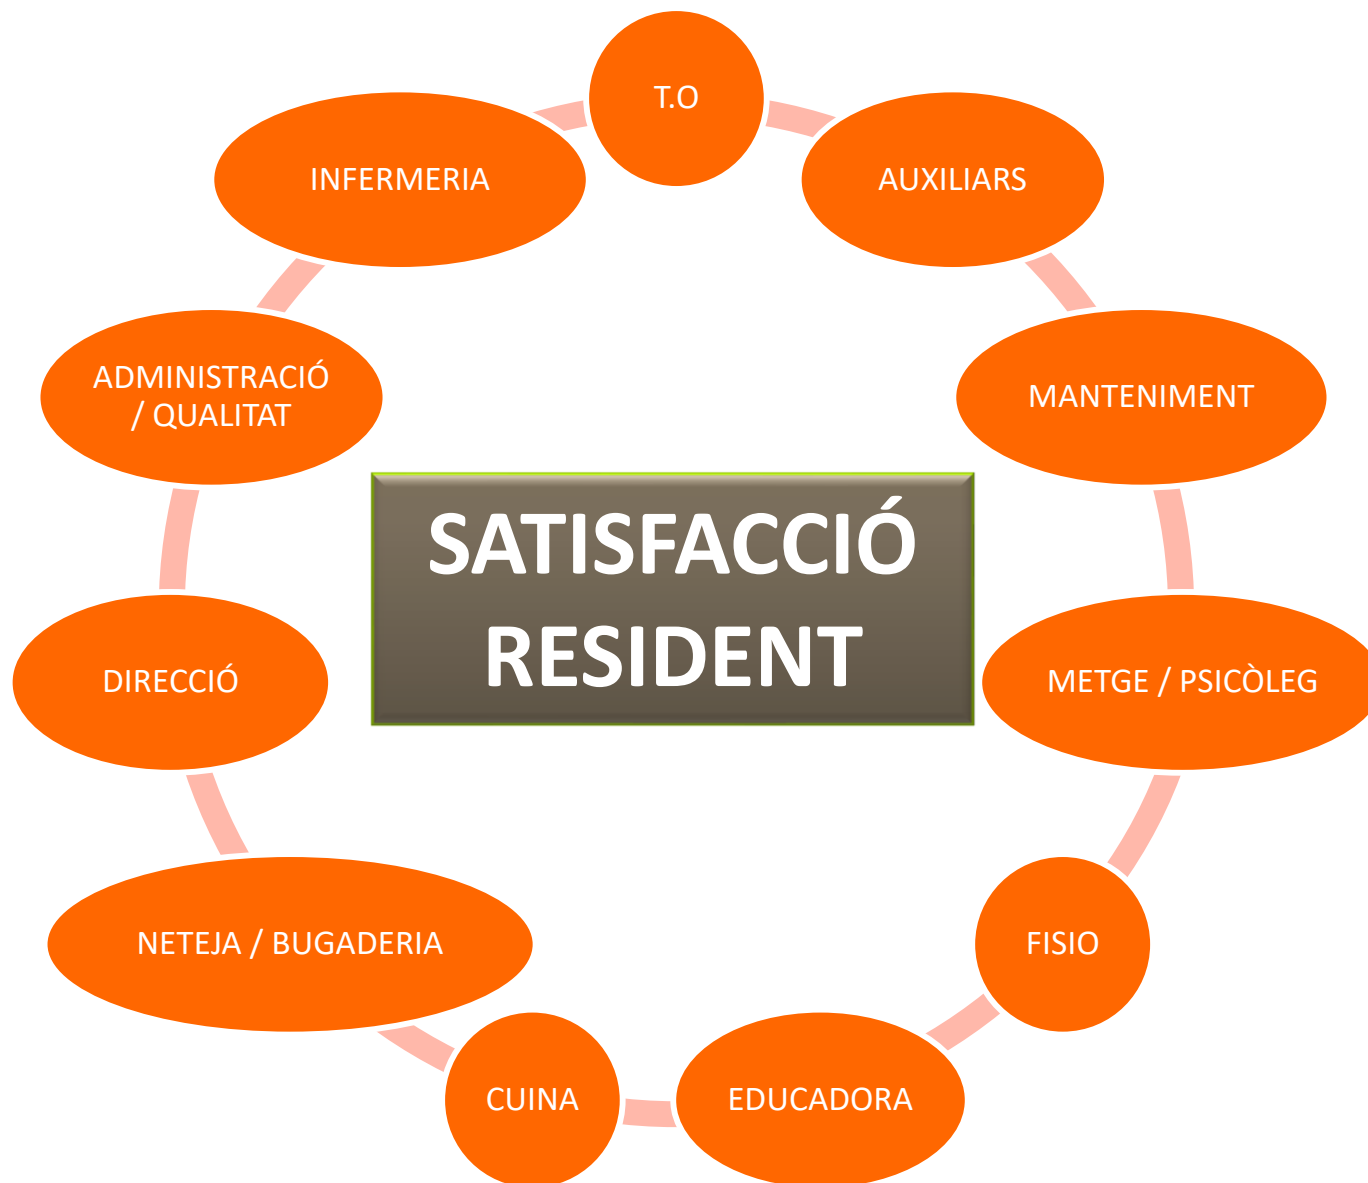 T.O
INFERMERIA
AUXILIARS
ADMINISTRACIÓ
/ QUALITAT
MANTENIMENT
SATISFACCIÓ
RESIDENT
DIRECCIÓ
METGE / PSICÒLEG
NETEJA / BUGADERIA
FISIO
CUINA
EDUCADORA